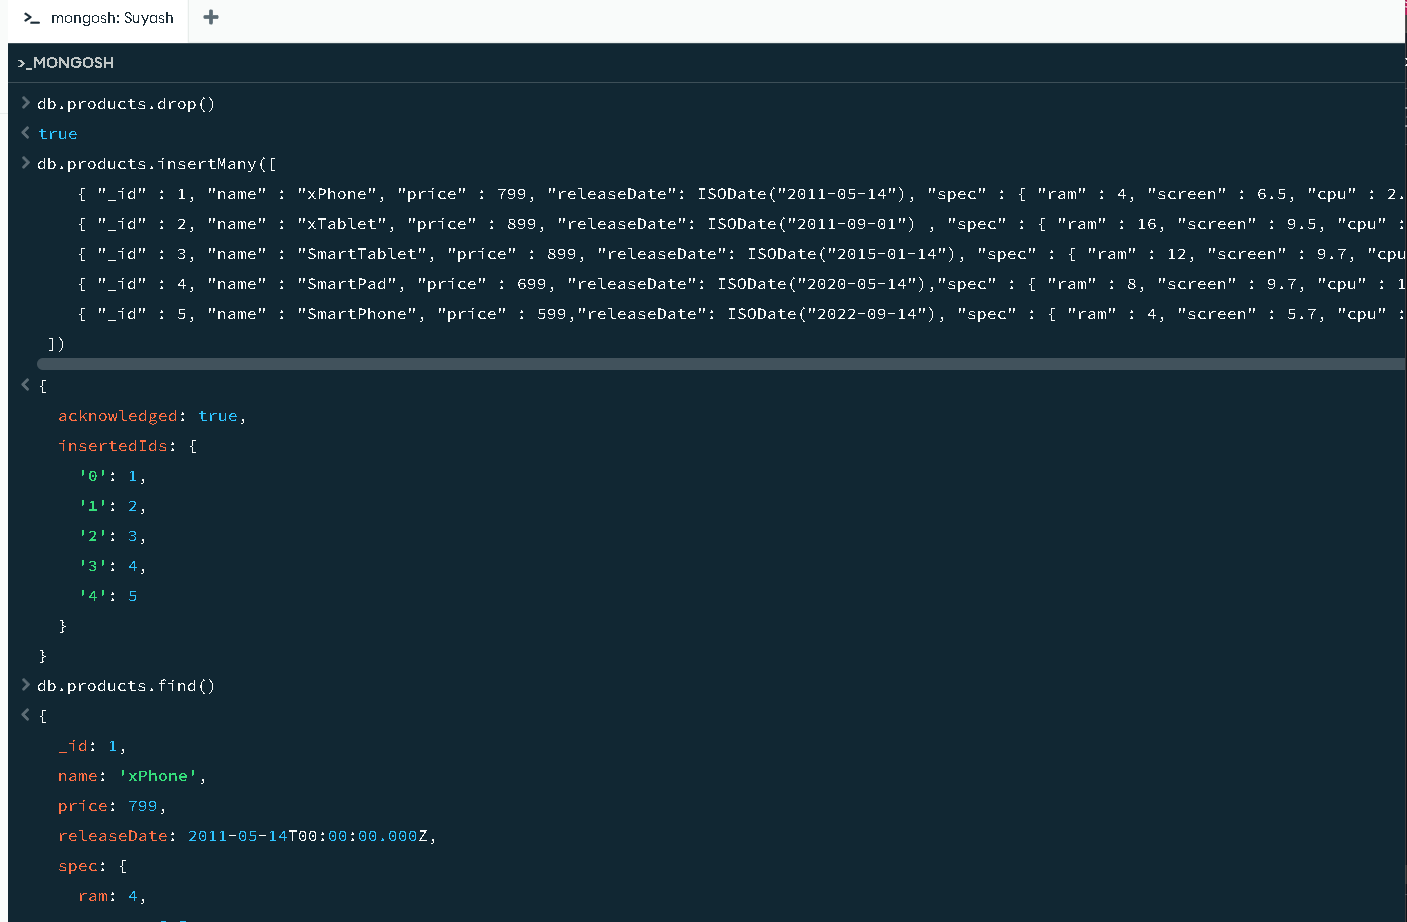 >_ mongosh: Suyash +
>_MONGOSH
> db.products.drop()
< true
> db.products.insertMany([
{ "_id" : 1, "name" : "xPhone", "price" : 799, "releaseDate": ISODate("2011-05-14"), "spec" : { "ram" : 4, "screen" : 6.5, "cpu" : 2.
{ "_id" : 2, "name" : "xTablet", "price" : 899, "releaseDate": ISODate("2011-09-01") , "spec" : { "ram" : 16, "screen" : 9.5, "cpu" :
{ "_id" : 3, "name" : "SmartTablet", "price" : 899, "releaseDate": ISODate("2015-01-14"), "spec" : { "ram" : 12, "screen" : 9.7, "cpu
{ "_id" : 4, "name" : "SmartPad", "price" : 699, "releaseDate": ISODate("2020-05-14"),"spec" : { "ram" : 8, "screen" : 9.7, "cpu" : 1
{ "_id" : 5, "name" : "SmartPhone", "price" : 599,"releaseDate": ISODate("2022-09-14"), "spec" : { "ram" : 4, "screen" : 5.7, "cpu" :
])
< {
acknowledged: true,
insertedIds: {
'0': 1,
'1': 2,
'2': 3,
'3': 4,
'4': 5
}
}
> db.products.find()
< {
_id: 1,
name: 'xPhone',
price: 799,
releaseDate: 2011-05-14T00:00:00.000Z,
spec: {
ram: 4,